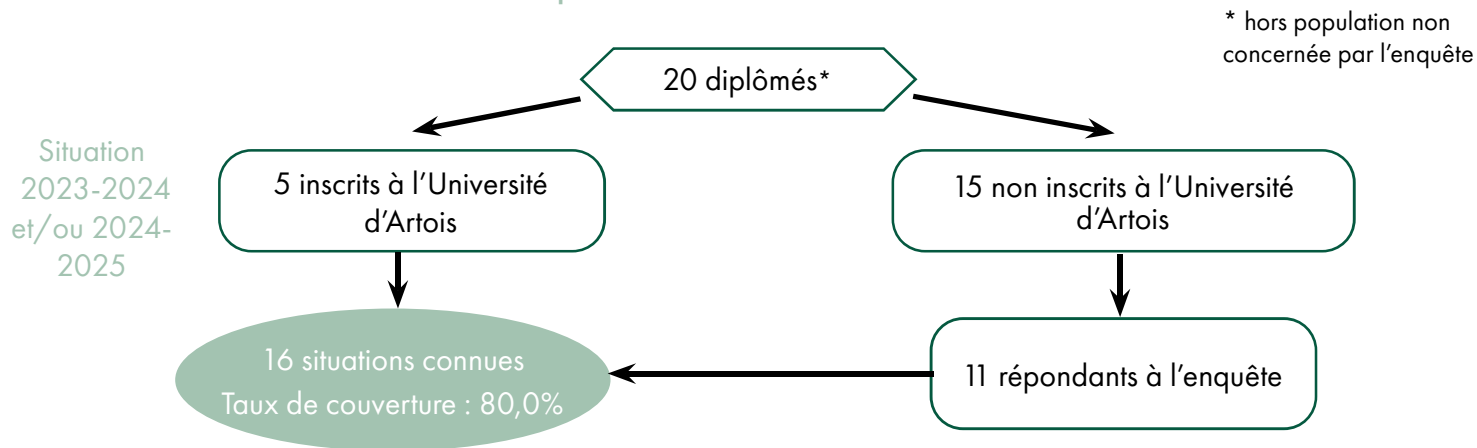 * hors population non
concernée par l'enquête
20 diplômés*
Situation
2023-2024
et/ou 2024-
2025
5 inscrits à l'Université
d'Artois
15 non inscrits à l'Université
d'Artois
16 situations connues
Taux de couverture : 80,0%
11 répondants à l'enquête